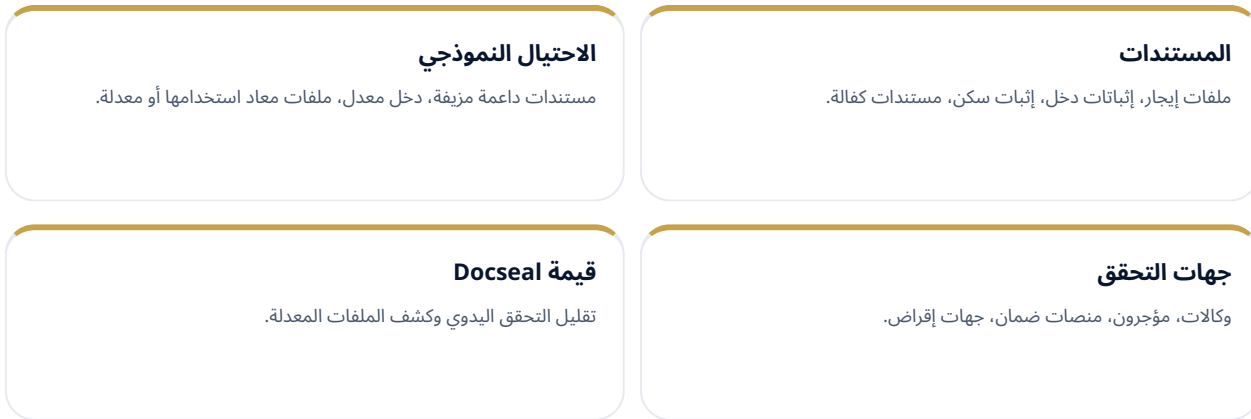 المستندات
ملفات إيجار، إثباتات دخل، إثبات سكن، مستندات كفالة.
الاحتيال النموذجي
مستندات داعمة مزيفة، دخل معدل، ملفات معاد استخدامها أو معدلة.
جهات التحقق
وكالات، مؤجرون، منصات ضمان، جهات إقراض.
قيمة Docseal
تقليل التحقق اليدوي وكشف الملفات المعدلة.